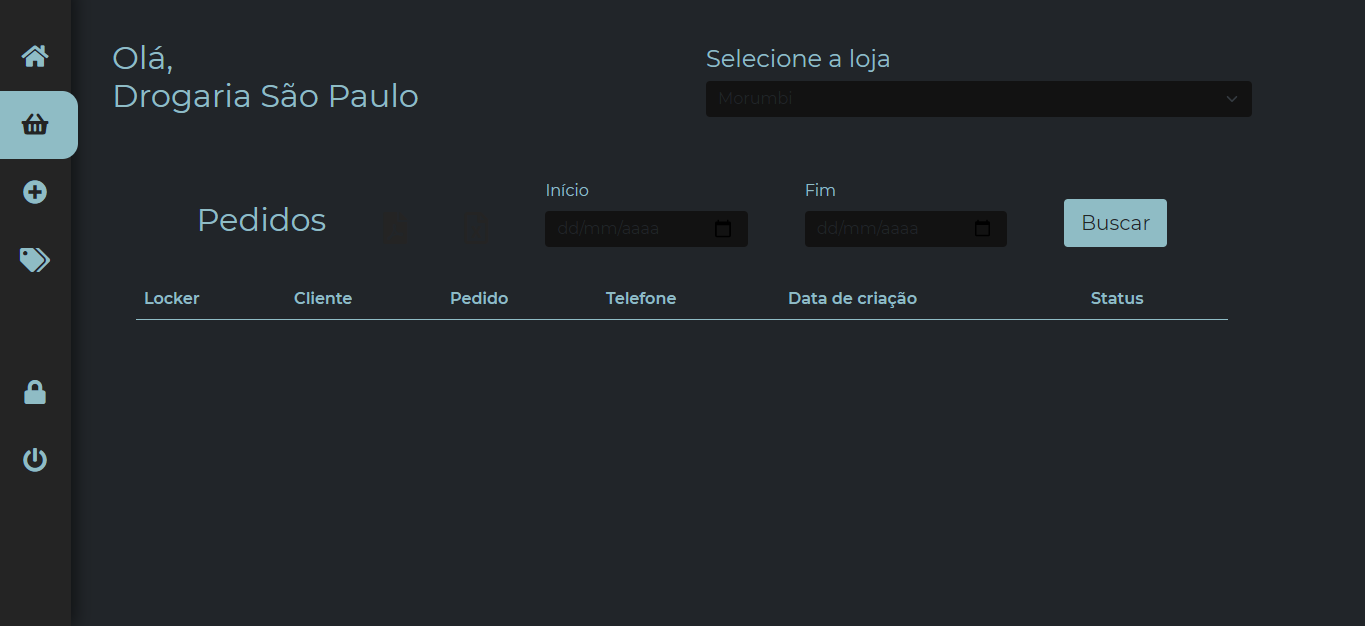 Olá,
Drogaria São Paulo
Selecione a loja
Morumbi
Pedidos
Início
dd/mm/aaaa
Fim
dd/mm/aaaa
Buscar
Locker Cliente Pedido Telefone Data de criação Status